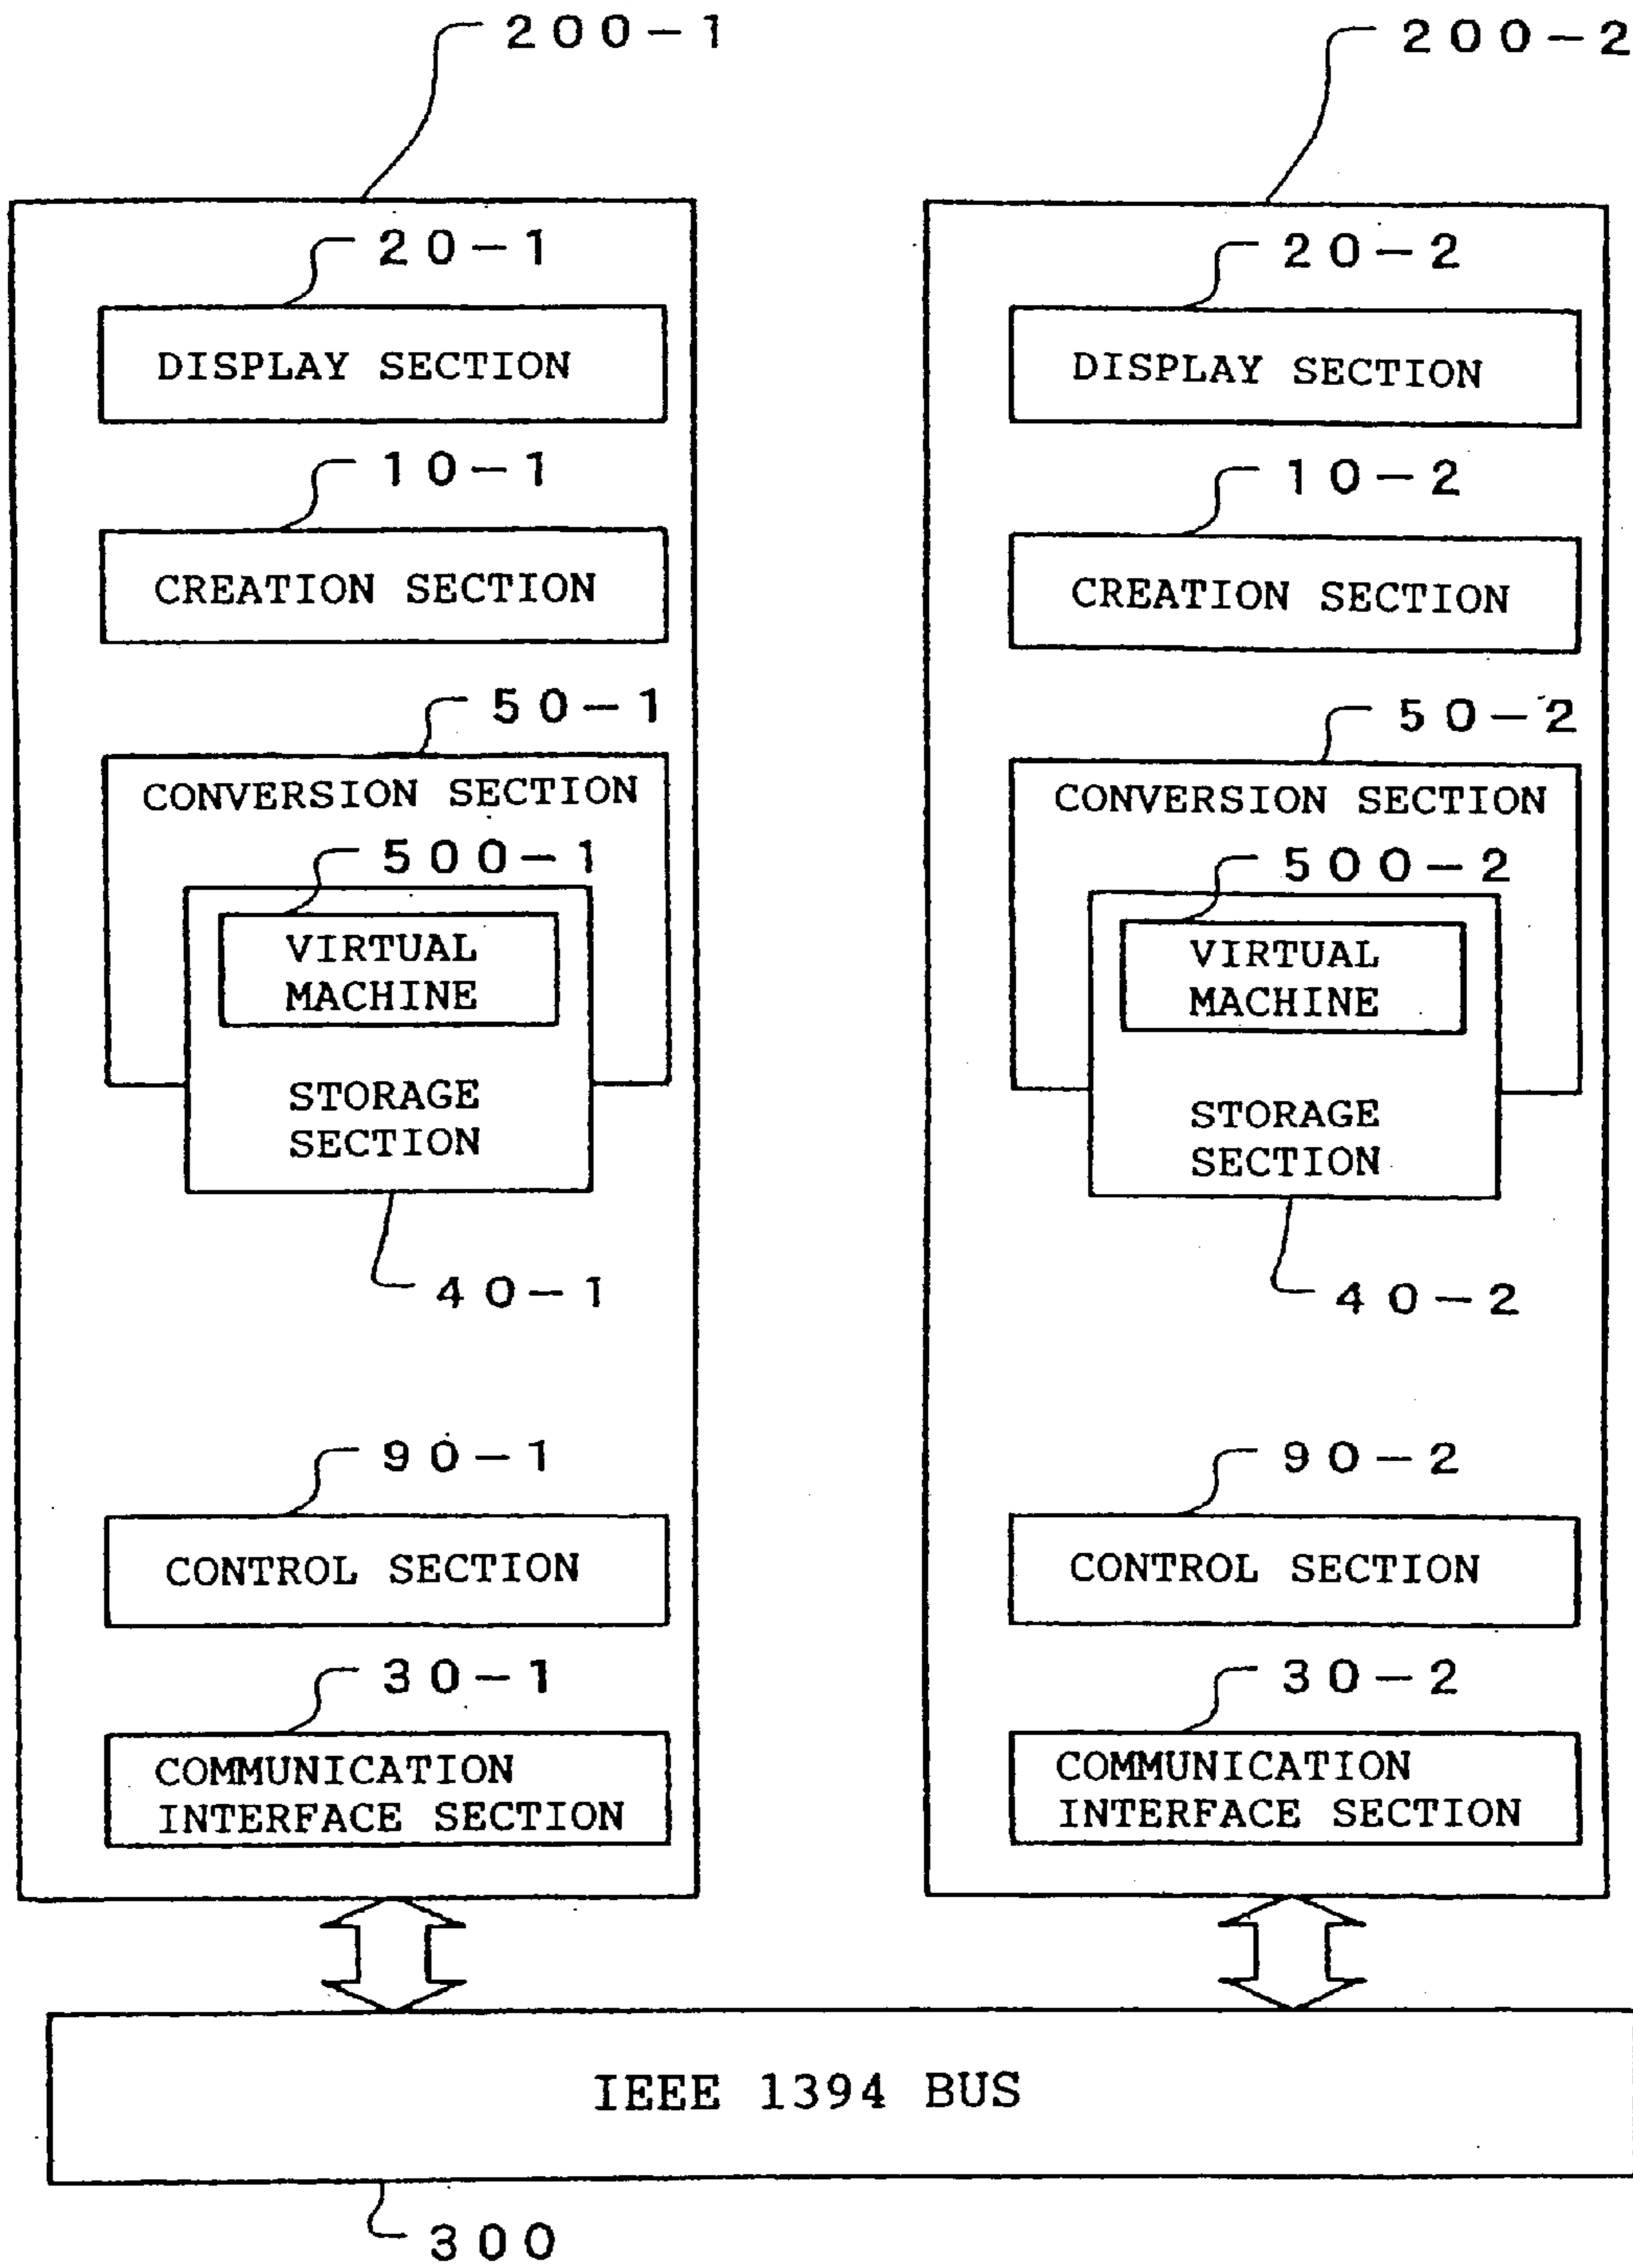 200-1
200-2
20-1
DISPLAY SECTION
10-1
CREATION SECTION
50-1
CONVERSION SECTION
500-1
VIRTUAL
MACHINE
STORAGE
SECTION
40-1
90-1
CONTROL SECTION
30-1
COMMUNICATION
INTERFACE SECTION
20-2
DISPLAY SECTION
10-2
CREATION SECTION
50-2
CONVERSION SECTION
500-2
VIRTUAL
MACHINE
STORAGE
SECTION
40-2
90-2
CONTROL SECTION
30-2
COMMUNICATION
INTERFACE SECTION
IEEE 1394 BUS
300